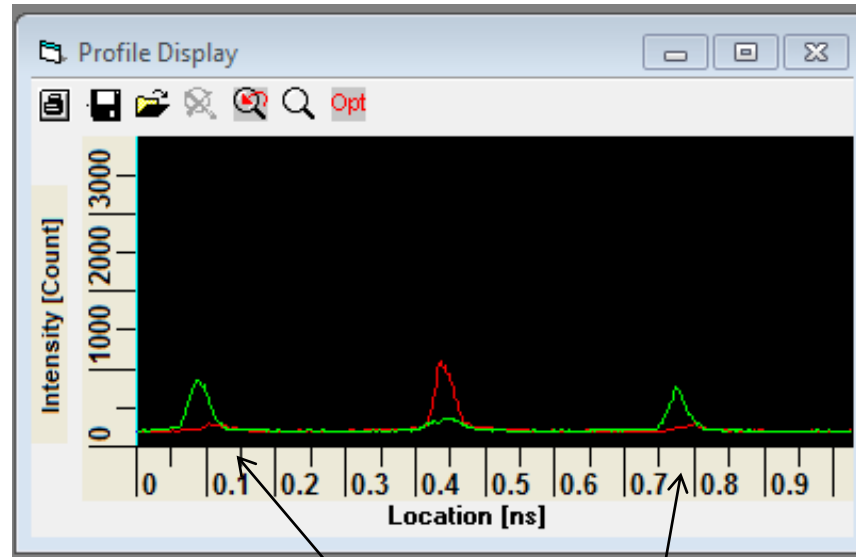 Profile Display
Opt
Intensity [Count]
3000
2000
1000
0
0 0.1 0.2 0.3 0.4 0.5 0.6 0.7 0.8 0.9
Location [ns]